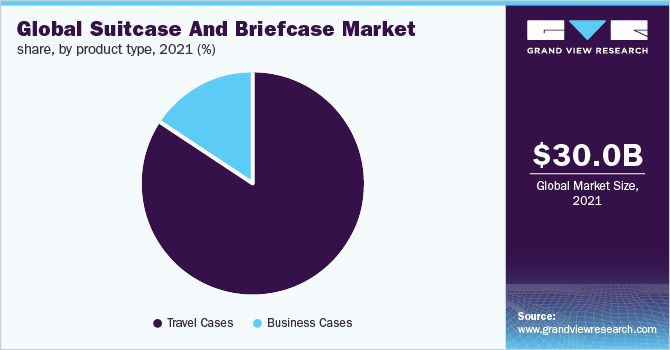 Global Suitcase And Briefcase Market
share, by product type, 2021 (%)
Travel Cases
Business Cases
GRAND VIEW RESEARCH
$30.0B
Global Market Size,
2021
Source:
www.grandviewresearch.com